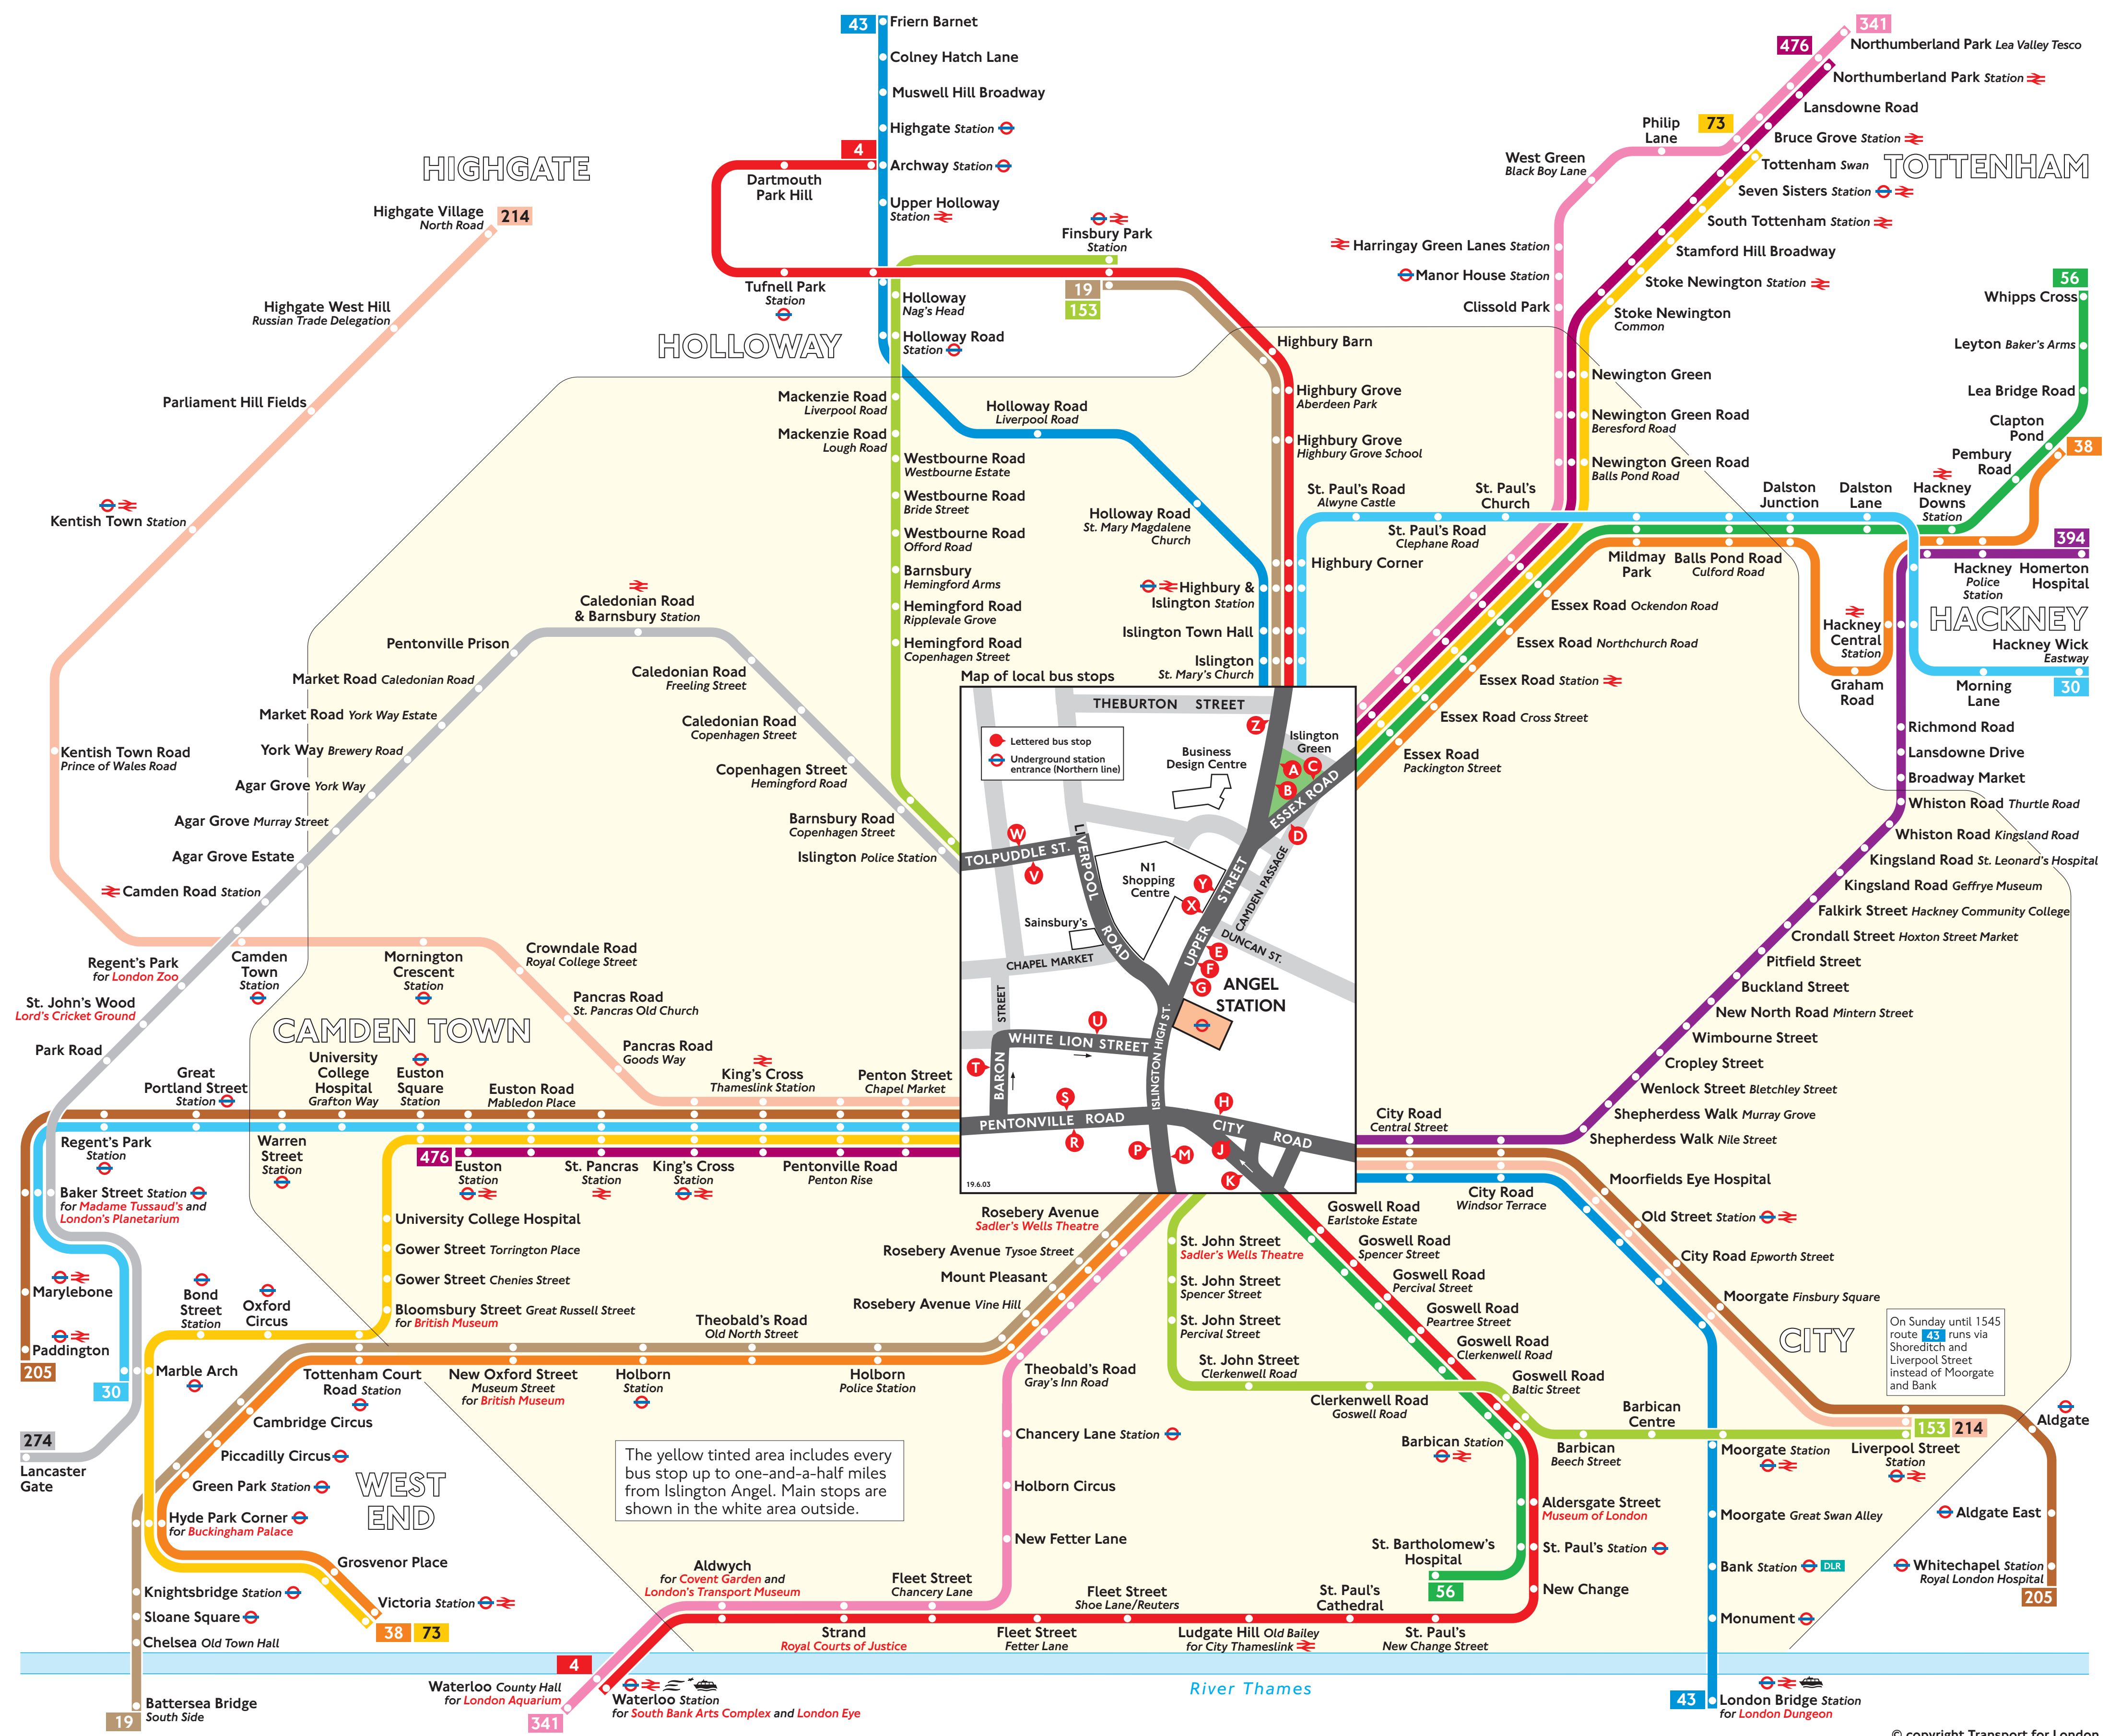 43
Friern Barnet
Colney Hatch Lane
Muswell Hill Broadway
Highgate Station
4
Archway Station
Dartmouth
Park Hill
Upper Holloway
Station
Finsbury Park
Station
Tufnell Park
Station
19
153
Holloway
Nag's Head
Holloway Road
Station
HOLLOWAY
HIGHGATE
Highgate Village
North Road
214
Highgate West Hill
Russian Trade Delegation
Parliament Hill Fields
Kentish Town Station
Kentish Town Road
Prince of Wales Road
341
476
Northumberland Park Lea Valley Tesco
Northumberland Park Station
Lansdowne Road
Philip
Lane
73
Bruce Grove Station
West Green
Black Boy Lane
Tottenham Swan
TOTTENHAM
Seven Sisters Station
South Tottenham Station
Harringay Green Lanes Station
Stamford Hill Broadway
Manor House Station
Stoke Newington Station
Clissold Park
Stoke Newington
Common
56
Whipps Cross
Leyton Baker's Arms
Lea Bridge Road
Clapton
Pond
38
Pembury
Road
Highbury Barn
Highbury Grove
Aberdeen Park
Highbury Grove
Highbury Grove School
Newington Green
Newington Green Road
Beresford Road
Newington Green Road
Balls Pond Road
Mackenzie Road
Liverpool Road
Mackenzie Road
Lough Road
Westbourne Road
Westbourne Estate
Westbourne Road
Bride Street
Westbourne Road
Offord Road
Barnsbury
Hemingford Arms
Hemingford Road
Ripplevale Grove
Hemingford Road
Copenhagen Street
Holloway Road
Liverpool Road
Holloway Road
St. Mary Magdalene
Church
St. Paul's Road
Alwyne Castle
St. Paul's Road
Clephane Road
St. Paul's
Church
Dalston
Junction
Dalston
Lane
Hackney
Downs
Station
Highbury Corner
Highbury &
Islington Station
Islington Town Hall
Islington
St. Mary's Church
Mildmay
Park
Balls Pond Road
Culford Road
394
Hackney
Police
Station
Homerton
Hospital
HACKNEY
Hackney
Central
Station
Hackney Wick
Eastway
Graham
Road
Morning
Lane
30
Essex Road Ockendon Road
Essex Road Northchurch Road
Essex Road Station
Essex Road Cross Street
Essex Road
Packington Street
Caledonian Road
& Barnsbury Station
Pentonville Prison
Market Road Caledonian Road
Market Road York Way Estate
York Way Brewery Road
Agar Grove York Way
Agar Grove Murray Street
Agar Grove Estate
Camden Road Station
Caledonian Road
Freeling Street
Caledonian Road
Copenhagen Street
Copenhagen Street
Hemingford Road
Barnsbury Road
Copenhagen Street
Islington Police Station
Map of local bus stops
THEBURTON STREET
Z
Lettered bus stop
Underground station
entrance (Northern line)
Business
Design Centre
Islington
Green
A
C
B
ESSEX ROAD
D
W
TOLPUDDLE ST.
V
LIVERPOOL
ROAD
N1
Shopping
Centre
Y
X
UPPER STREET
CAMDEN PASSAGE
Sainsbury's
CHAPEL MARKET
E
F
G
DUNCAN ST.
ANGEL
STATION
STREET
BARON
U
WHITE LION STREET
ISLINGTON HIGH ST.
T
S
PENTONVILLE ROAD
R
H
CITY ROAD
J
P
M
K
19.6.03
Richmond Road
Lansdowne Drive
Broadway Market
Whiston Road Thurtle Road
Whiston Road Kingsland Road
Kingsland Road St. Leonard's Hospital
Kingsland Road Geffrye Museum
Falkirk Street Hackney Community College
Crondall Street Hoxton Street Market
Pitfield Street
Buckland Street
New North Road Mintern Street
Wimbourne Street
Cropley Street
Wenlock Street Bletchley Street
Shepherdess Walk Murray Grove
Shepherdess Walk Nile Street
City Road
Central Street
City Road
Windsor Terrace
Moorfields Eye Hospital
Old Street Station
City Road Epworth Street
Moorgate Finsbury Square
CITY
On Sunday until 1545
route 43 runs via
Shoreditch and
Liverpool Street
instead of Moorgate
and Bank
Regent's Park
for London Zoo
St. John's Wood
Lord's Cricket Ground
Park Road
Camden
Town
Station
Mornington
Crescent
Station
Crowndale Road
Royal College Street
Pancras Road
St. Pancras Old Church
Pancras Road
Goods Way
CAMDEN TOWN
Great
Portland Street
Station
University
College
Hospital
Grafton Way
Euston
Square
Station
Euston Road
Mabledon Place
King's Cross
Thameslink Station
Penton Street
Chapel Market
Regent's Park
Station
Warren
Street
Station
476
Euston
Station
St. Pancras
Station
King's Cross
Station
Pentonville Road
Penton Rise
Baker Street Station
for Madame Tussaud's and
London's Planetarium
Marylebone
Paddington
205
30
Marble Arch
274
Lancaster
Gate
Bond
Street
Station
Oxford
Circus
University College Hospital
Gower Street Torrington Place
Gower Street Chenies Street
Bloomsbury Street Great Russell Street
for British Museum
Rosebery Avenue
Sadler's Wells Theatre
Rosebery Avenue Tysoe Street
Mount Pleasant
Rosebery Avenue Vine Hill
Theobald's Road
Old North Street
Tottenham Court
Road Station
New Oxford Street
Museum Street
for British Museum
Holborn
Station
Holborn
Police Station
Theobald's Road
Gray's Inn Road
Chancery Lane Station
Holborn Circus
New Fetter Lane
Cambridge Circus
Piccadilly Circus
Green Park Station
WEST
END
Hyde Park Corner
for Buckingham Palace
Grosvenor Place
Knightsbridge Station
Sloane Square
Chelsea Old Town Hall
Victoria Station
38
73
Battersea Bridge
South Side
19
The yellow tinted area includes every
bus stop up to one-and-a-half miles
from Islington Angel. Main stops are
shown in the white area outside.
St. John Street
Sadler's Wells Theatre
St. John Street
Spencer Street
St. John Street
Percival Street
St. John Street
Clerkenwell Road
Clerkenwell Road
Goswell Road
Goswell Road
Earlstoke Estate
Goswell Road
Spencer Street
Goswell Road
Percival Street
Goswell Road
Peartree Street
Goswell Road
Clerkenwell Road
Goswell Road
Baltic Street
Barbican Station
Barbican
Beech Street
Barbican
Centre
Moorgate Station
153
214
Liverpool Street
Station
Aldgate
Aldgate East
Whitechapel Station
Royal London Hospital
205
Moorgate Great Swan Alley
Bank Station DLR
Monument
43
London Bridge Station
for London Dungeon
Aldersgate Street
Museum of London
St. Bartholomew's
Hospital
56
St. Paul's Station
New Change
Aldwych
for Covent Garden and
London's Transport Museum
Fleet Street
Chancery Lane
Fleet Street
Shoe Lane/Reuters
St. Paul's
Cathedral
Strand
Royal Courts of Justice
Fleet Street
Fetter Lane
Ludgate Hill Old Bailey
for City Thameslink
St. Paul's
New Change Street
4
Waterloo County Hall
for London Aquarium
341
Waterloo Station
for South Bank Arts Complex and London Eye
River Thames
© copyright Transport for London